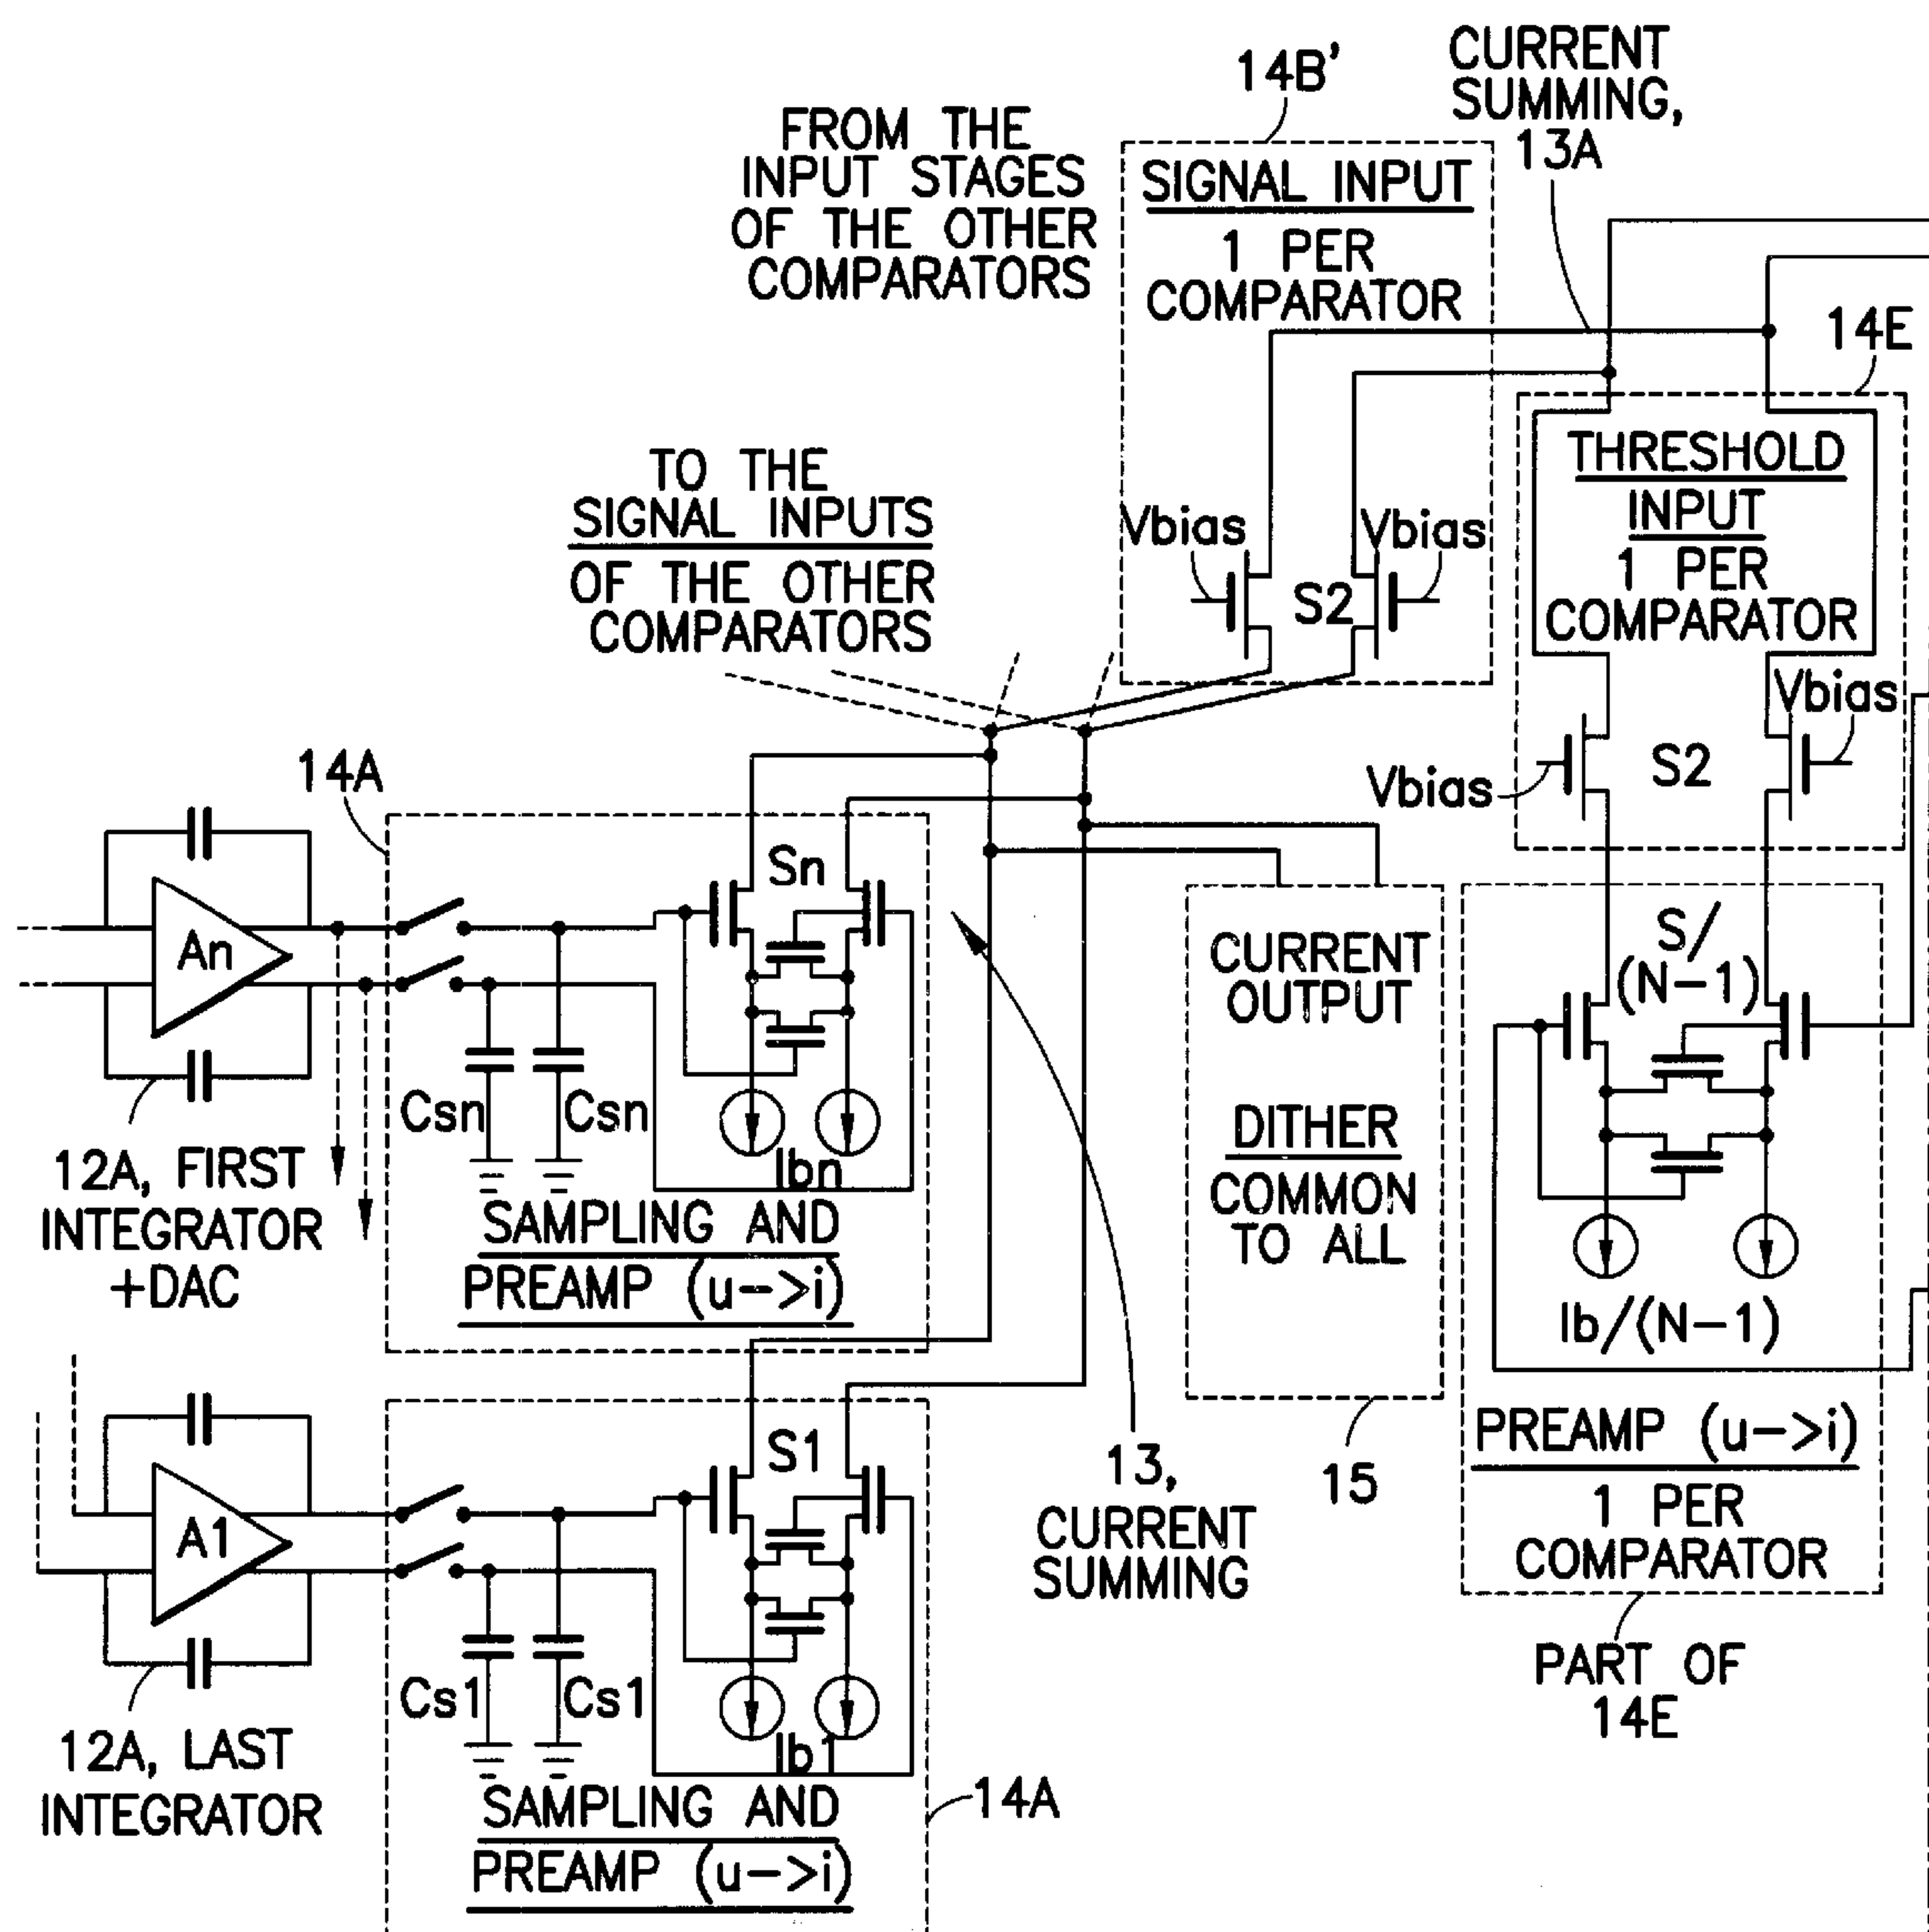 14B'
CURRENT
SUMMING,
13A
FROM THE
INPUT STAGES
OF THE OTHER
COMPARATORS
SIGNAL INPUT
1 PER
COMPARATOR
14E
THRESHOLD
INPUT
1 PER
COMPARATOR
TO THE
SIGNAL INPUTS
OF THE OTHER
COMPARATORS
Vbias
Vbias
S2
Vbias
Vbias
S2
14A
Sn
An
Csn
Csn
Ibn
12A, FIRST
INTEGRATOR
+DAC
SAMPLING AND
PREAMP (u->i)
CURRENT
OUTPUT
DITHER
COMMON
TO ALL
15
S/
(N-1)
Ib/(N-1)
PREAMP (u->i)
1 PER
COMPARATOR
PART OF
14E
13,
CURRENT
SUMMING
S1
A1
Cs1
Cs1
Ib1
12A, LAST
INTEGRATOR
SAMPLING AND
PREAMP (u->i)
14A